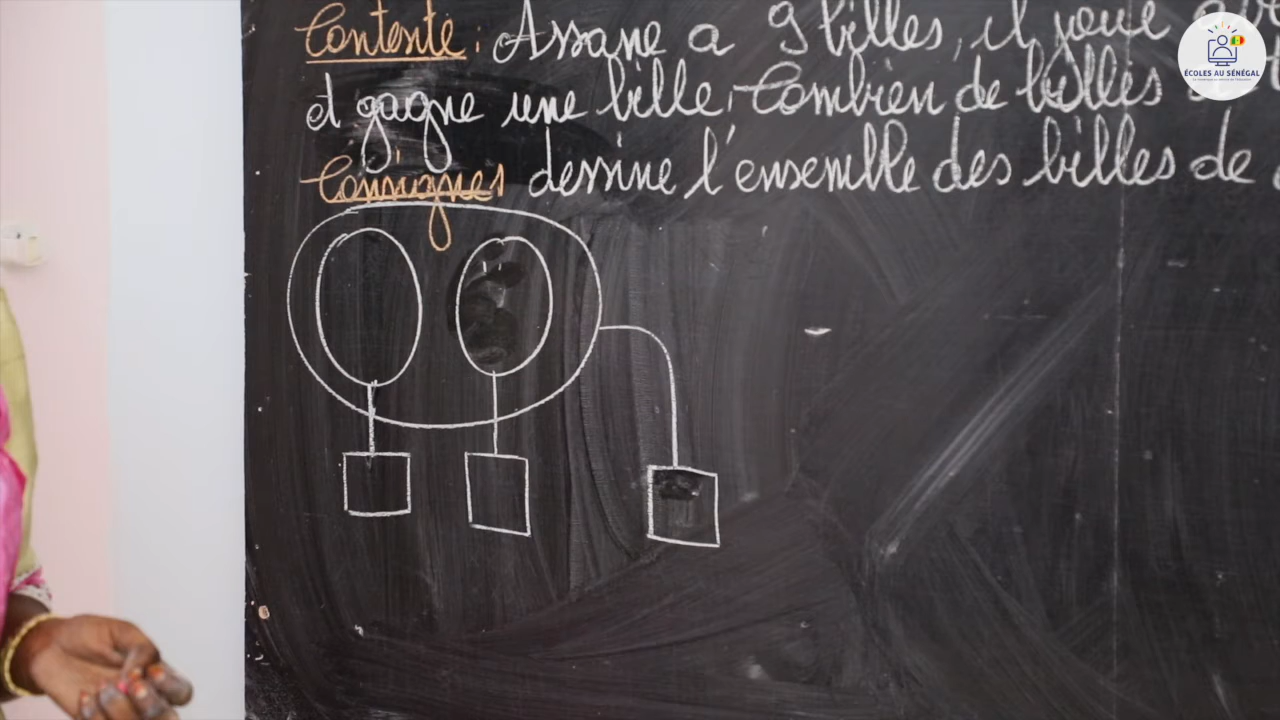 Contexte : Assane a 9 billes, il joue
et gagne une bille. Combien de billes
Consignes dessine l'ensemble des billes de
ÉCOLES AU SÉNÉGAL